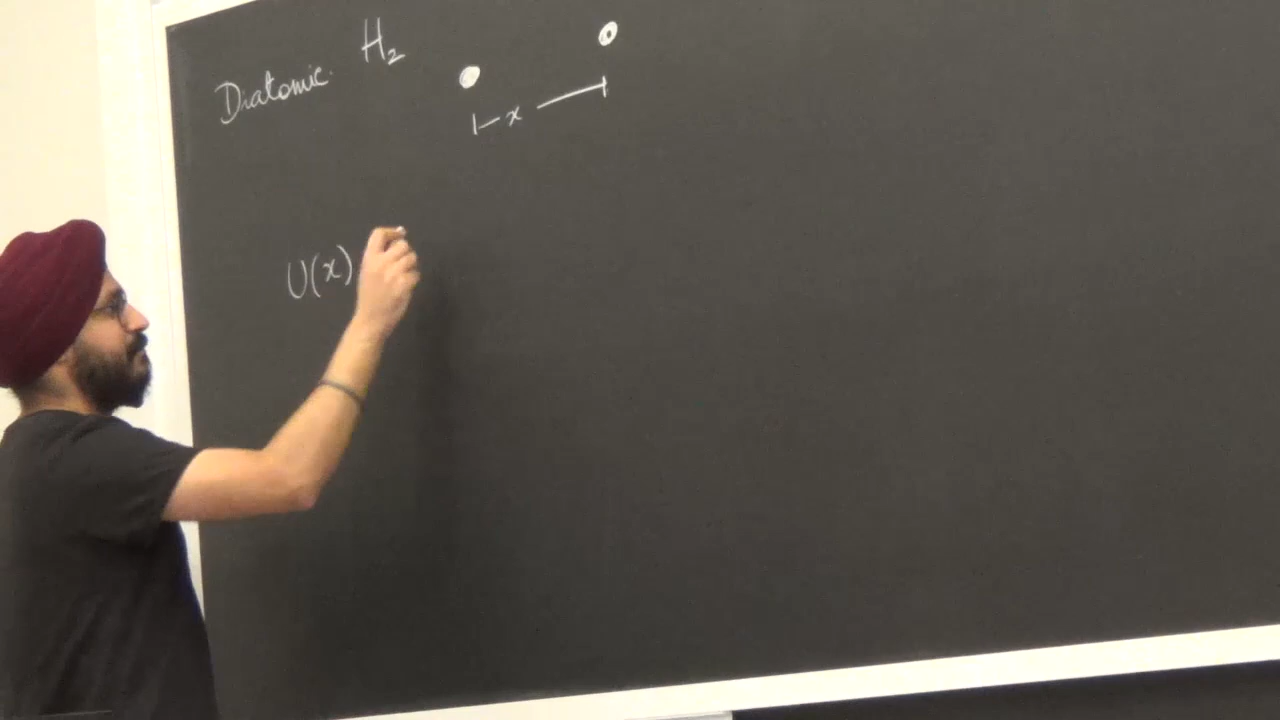 Diatomic H₂
x
U(x)